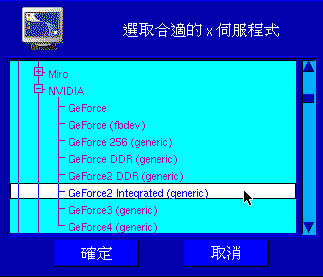 選取合適的 x 伺服程式
Miro
NVIDIA
GeForce
GeForce (fbdev)
GeForce 256 (generic)
GeForce DDR (generic)
GeForce2 DDR (generic)
GeForce2 Integrated (generic)
GeForce3 (generic)
GeForce4 (generic)
確定
取消